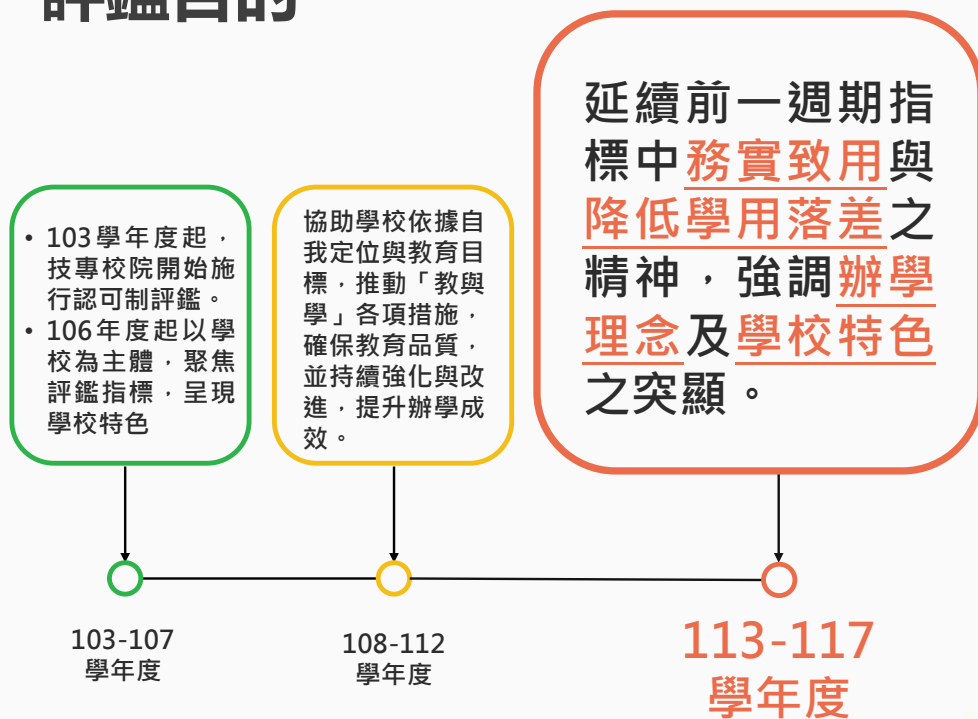 評鑑目的
• 103學年度起，
技專校院開始施
行認可制評鑑。
• 106年度起以學
校為主體，聚焦
評鑑指標，呈現
學校特色
協助學校依據自
我定位與教育目
標，推動「教與
學」各項措施，
確保教育品質，
並持續強化與改
進，提升辦學成
效。
延續前一週期指
標中務實致用與
降低學用落差之
精神，強調辦學
理念及學校特色
之突顯。
103-107
學年度
108-112
學年度
113-117
學年度